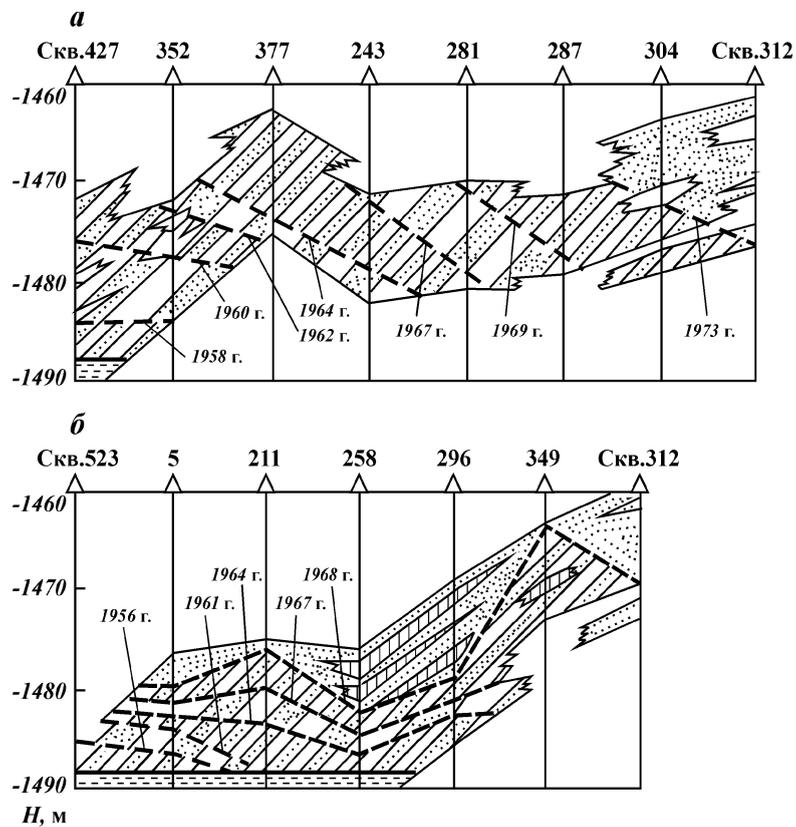 а
Скв.427 352 377 243 281 287 304 Скв.312
-1460
-1470
-1480
1960 г.
1964 г.
1962 г.
1967 г.
1969 г.
1973 г.
1958 г.
-1490
б
Скв.523 5 211 258 296 349 Скв.312
-1460
-1470
1964 г.
1968 г.
1961 г.
1967 г.
1956 г.
-1480
-1490
Н, м